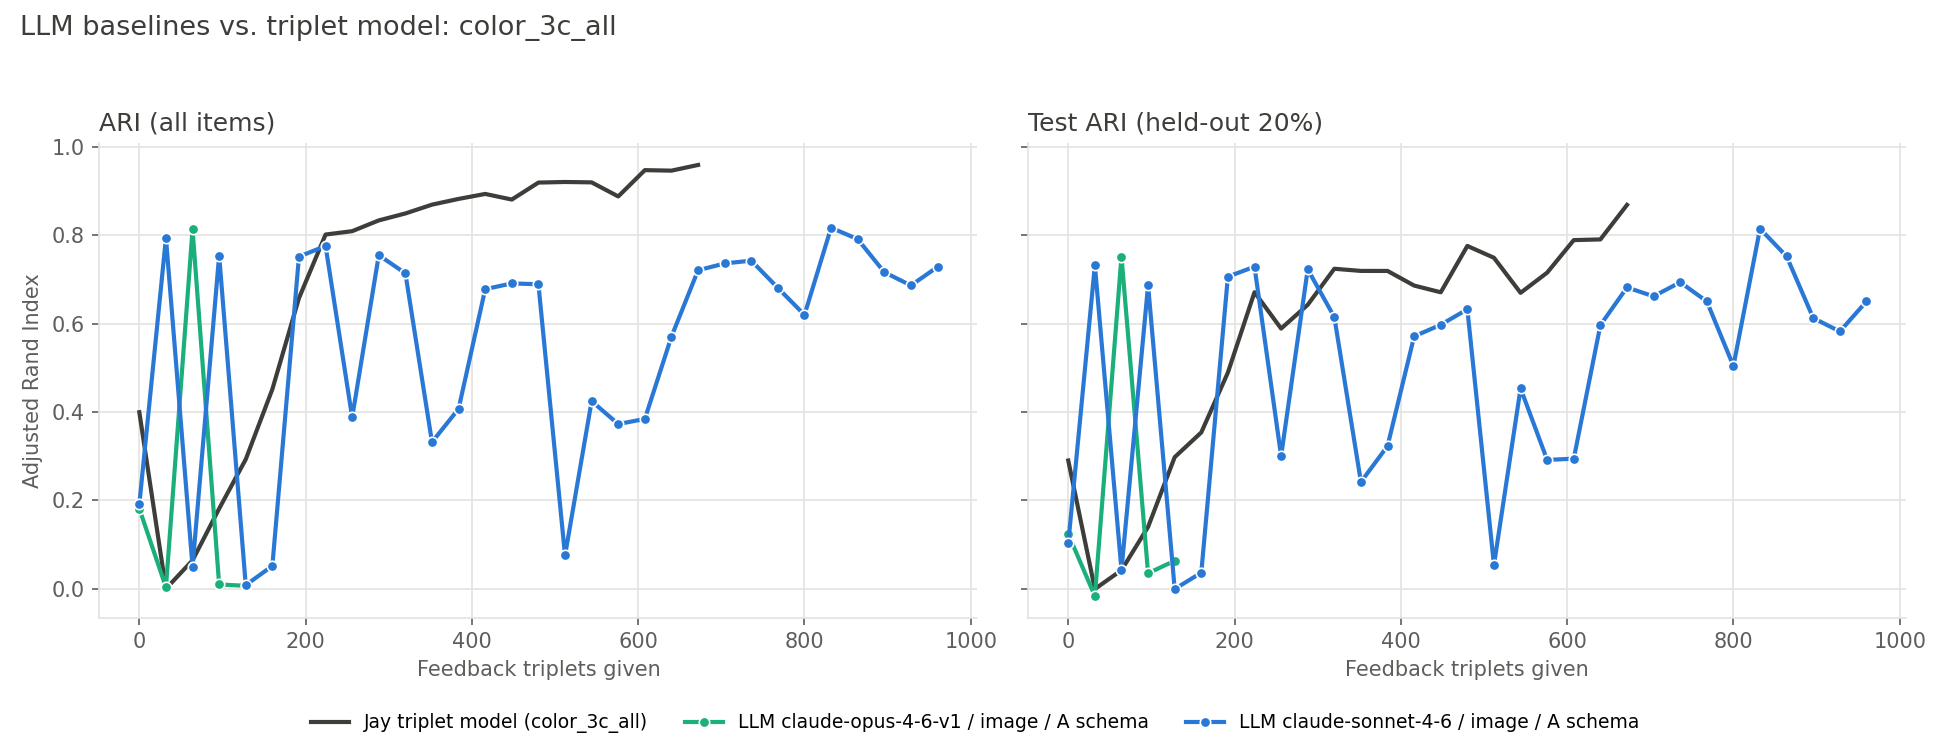 LLM baselines vs. triplet model: color_3c_all
ARI (all items)
Test ARI (held-out 20%)
Adjusted Rand Index
1.0
0.8
0.6
0.4
0.2
0.0
0 200 400 600 800 1000
0 200 400 600 800 1000
Feedback triplets given
Feedback triplets given
Jay triplet model (color_3c_all)
LLM claude-opus-4-6-v1 / image / A schema
LLM claude-sonnet-4-6 / image / A schema